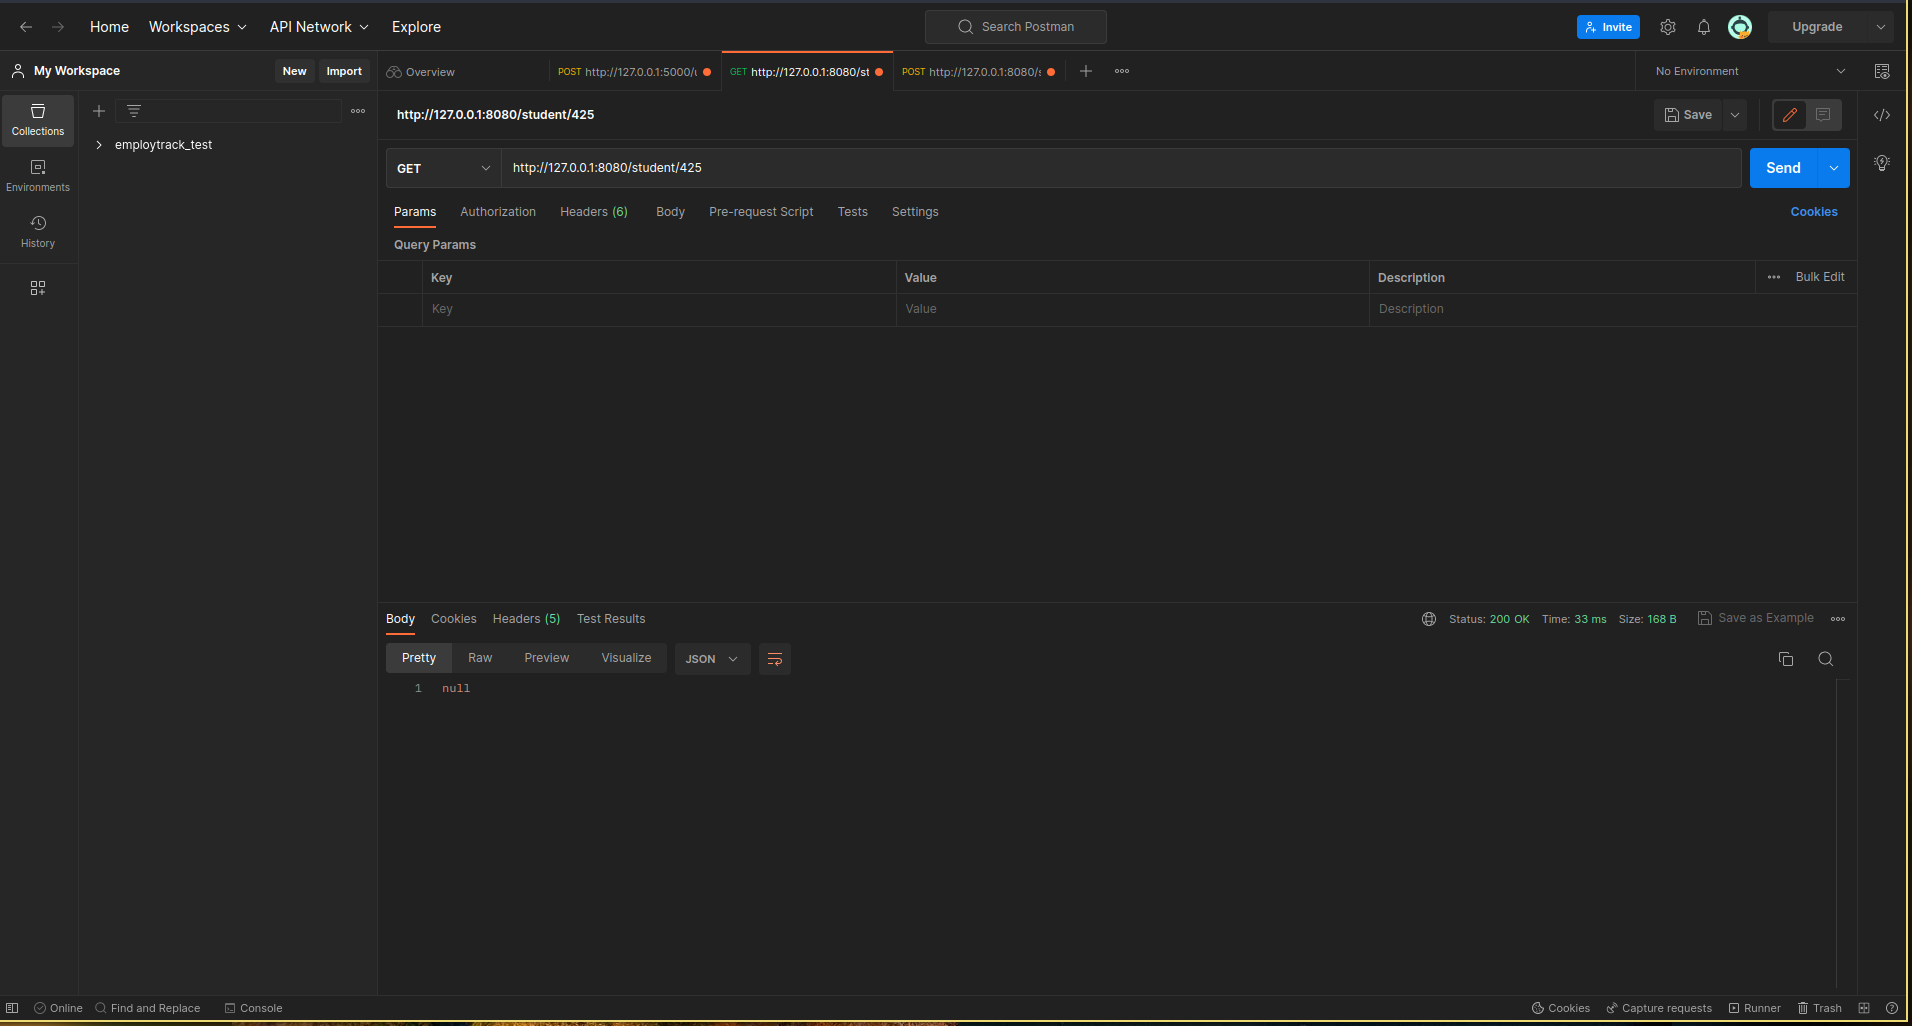 Home Workspaces API Network Explore Search Postman Invite Upgrade
My Workspace New Import Overview POST http://127.0.0.1:5000/u GET http://127.0.0.1:8080/st POST http://127.0.0.1:8080/s No Environment
Collections
employtrack_test
Environments
History
http://127.0.0.1:8080/student/425 Save
GET http://127.0.0.1:8080/student/425 Send
Params Authorization Headers (6) Body Pre-request Script Tests Settings Cookies
Query Params
Key Value Description Bulk Edit
Key Value Description
Body Cookies Headers (5) Test Results Status: 200 OK Time: 33 ms Size: 168 B Save as Example
Pretty Raw Preview Visualize JSON
1 null
Online Find and Replace Console Cookies Capture requests Runner Trash